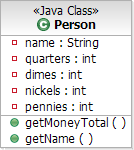 «Java Class»
Person
name : String
quarters : int
dimes : int
nickels : int
pennies : int
getMoneyTotal ( )
getName ( )